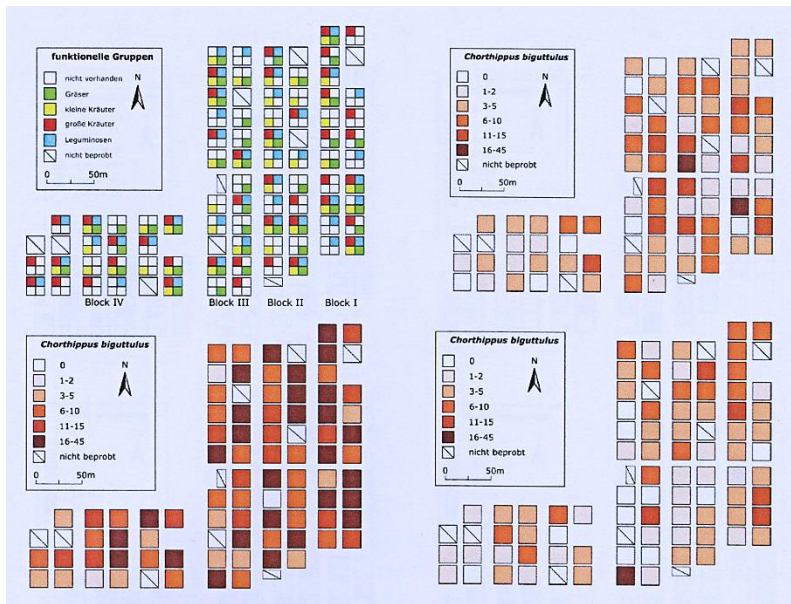 funktionelle Gruppen
nicht vorhanden
Gräser
kleine Kräuter
große Kräuter
Leguminosen
nicht beprobt
N
0 50m
Block IV
Block III
Block II
Block I
Chorthippus biguttulus
0
1-2
3-5
6-10
11-15
16-45
nicht beprobt
N
0 50m
Chorthippus biguttulus
0
1-2
3-5
6-10
11-15
16-45
nicht beprobt
N
0 50m
Chorthippus biguttulus
0
1-2
3-5
6-10
11-15
16-45
nicht beprobt
N
0 50m